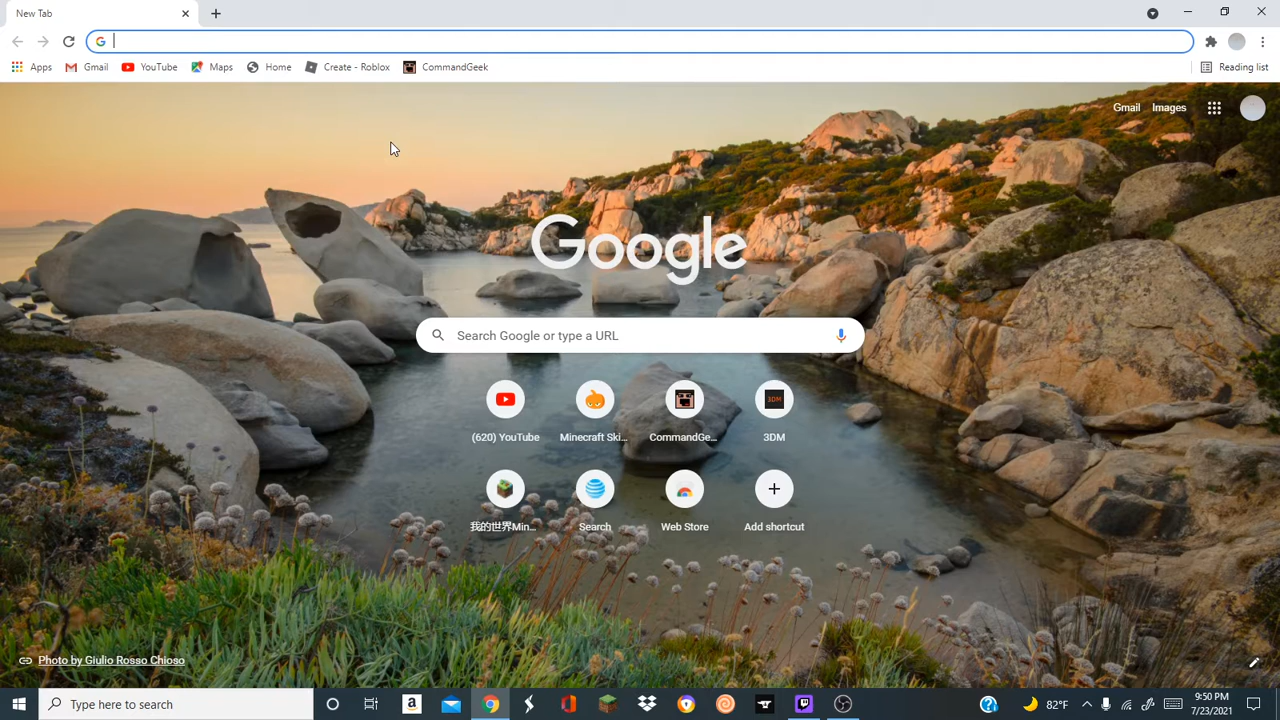 New Tab
Apps Gmail YouTube Maps Home Create - Roblox CommandGeek Reading list
Gmail Images
Google
Search Google or type a URL
(620) YouTube Minecraft Ski... CommandGe... 3DM
3DM
我的世界Min... Search Web Store Add shortcut
Photo by Giulio Rosso Chioso
Type here to search
82°F
9:50 PM
7/23/2021